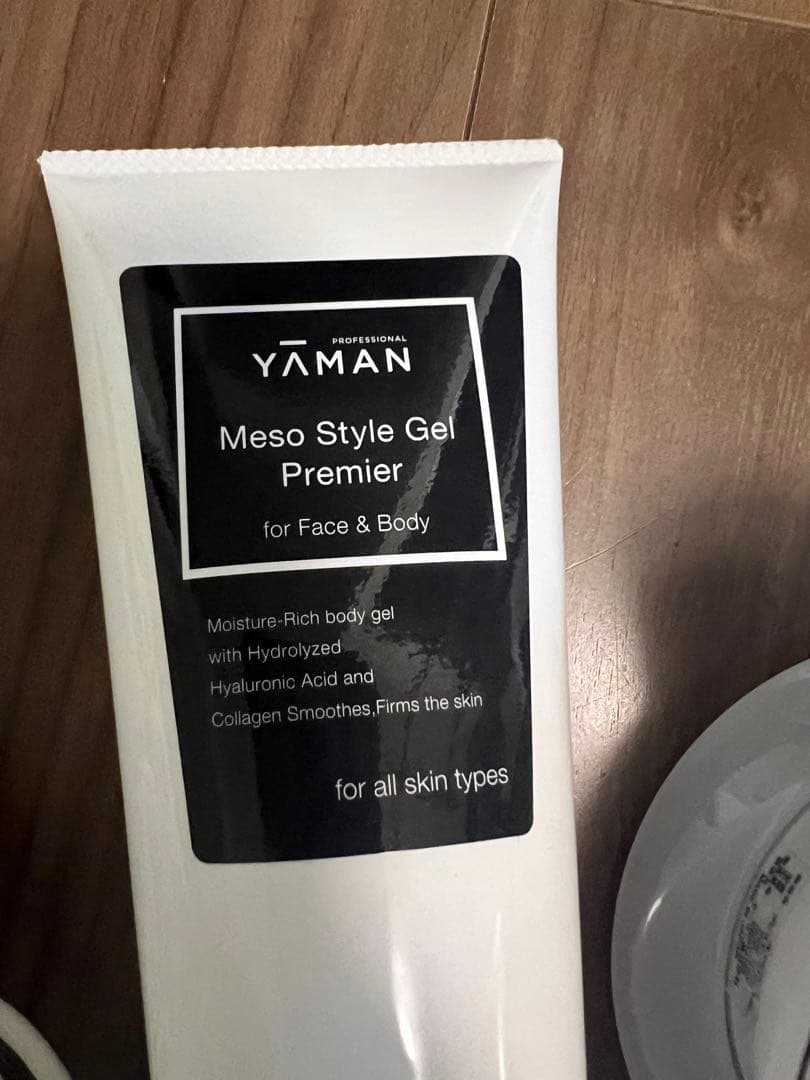 PROFESSIONAL
YAMAN
Meso Style Gel
Premier
for Face & Body
Moisture-Rich body gel
with Hydrolyzed
Hyaluronic Acid and
Collagen Smoothes,Firms the skin
for all skin types